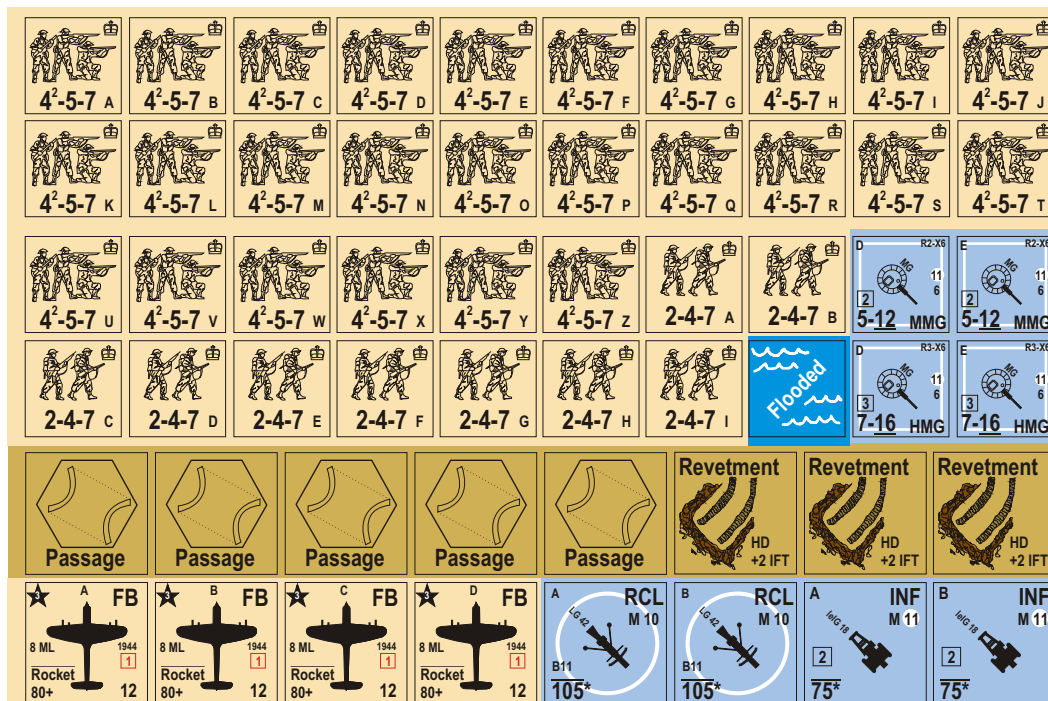 4²-5-7 A 4²-5-7 B 4²-5-7 C 4²-5-7 D 4²-5-7 E 4²-5-7 F 4²-5-7 G 4²-5-7 H 4²-5-7 I 4²-5-7 J
4²-5-7 K 4²-5-7 L 4²-5-7 M 4²-5-7 N 4²-5-7 O 4²-5-7 P 4²-5-7 Q 4²-5-7 R 4²-5-7 S 4²-5-7 T
D R2-X6 E R2-X6
MG MG
11 11
6 6
2 2
4²-5-7 U 4²-5-7 V 4²-5-7 W 4²-5-7 X 4²-5-7 Y 4²-5-7 Z 2-4-7 A 2-4-7 B 5-12 MMG 5-12 MMG
D R3-X6 E R3-X6
MG MG
Flooded
11 11
6 6
3 3
2-4-7 C 2-4-7 D 2-4-7 E 2-4-7 F 2-4-7 G 2-4-7 H 2-4-7 I 7-16 HMG 7-16 HMG
Revetment Revetment Revetment
HD HD HD
Passage Passage Passage Passage Passage +2 IFT +2 IFT +2 IFT
3 A FB 3 B FB 3 C FB 3 D FB A RCL B RCL A INF B INF
M 10 M 10 M 11 M 11
LG 42 LG 42 leIG 18 leIG 18
8 ML 1944 8 ML 1944 8 ML 1944 8 ML 1944
1 1 1 1 2 2
Rocket Rocket Rocket Rocket B11 B11
80+ 12 80+ 12 80+ 12 80+ 12 105* 105* 75* 75*